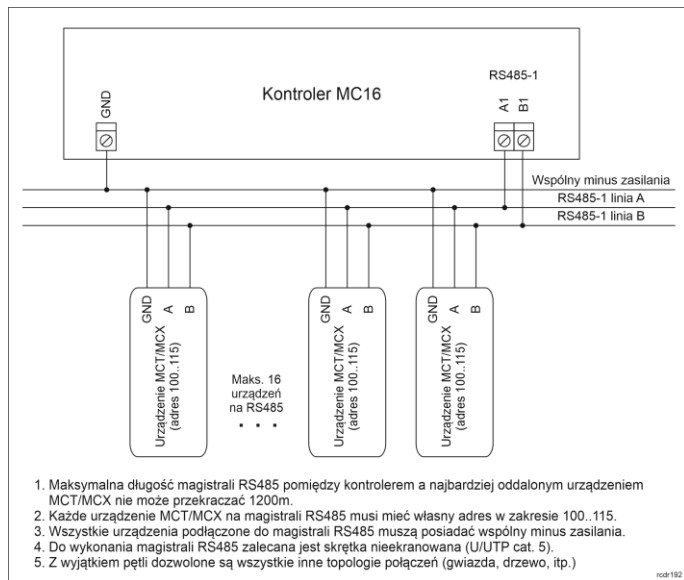 Kontroler MC16
RS485-1
GND
A1
B1
Wspólny minus zasilania
RS485-1 linia A
RS485-1 linia B
GND
A
B
Urządzenie MCT/MCX
(adres 100..115)
Maks. 16
urządzeń
na RS485
. . .
GND
A
B
Urządzenie MCT/MCX
(adres 100..115)
GND
A
B
Urządzenie MCT/MCX
(adres 100..115)
1. Maksymalna długość magistrali RS485 pomiędzy kontrolerem a najbardziej oddalonym urządzeniem
MCT/MCX nie może przekraczać 1200m.
2. Każde urządzenie MCT/MCX na magistrali RS485 musi mieć własny adres w zakresie 100..115.
3. Wszystkie urządzenia podłączone do magistrali RS485 muszą posiadać wspólny minus zasilania.
4. Do wykonania magistrali RS485 zalecana jest skrętka nieekranowana (U/UTP cat. 5).
5. Z wyjątkiem pętli dozwolone są wszystkie inne topologie połączeń (gwiazda, drzewo, itp.)
rcdr192